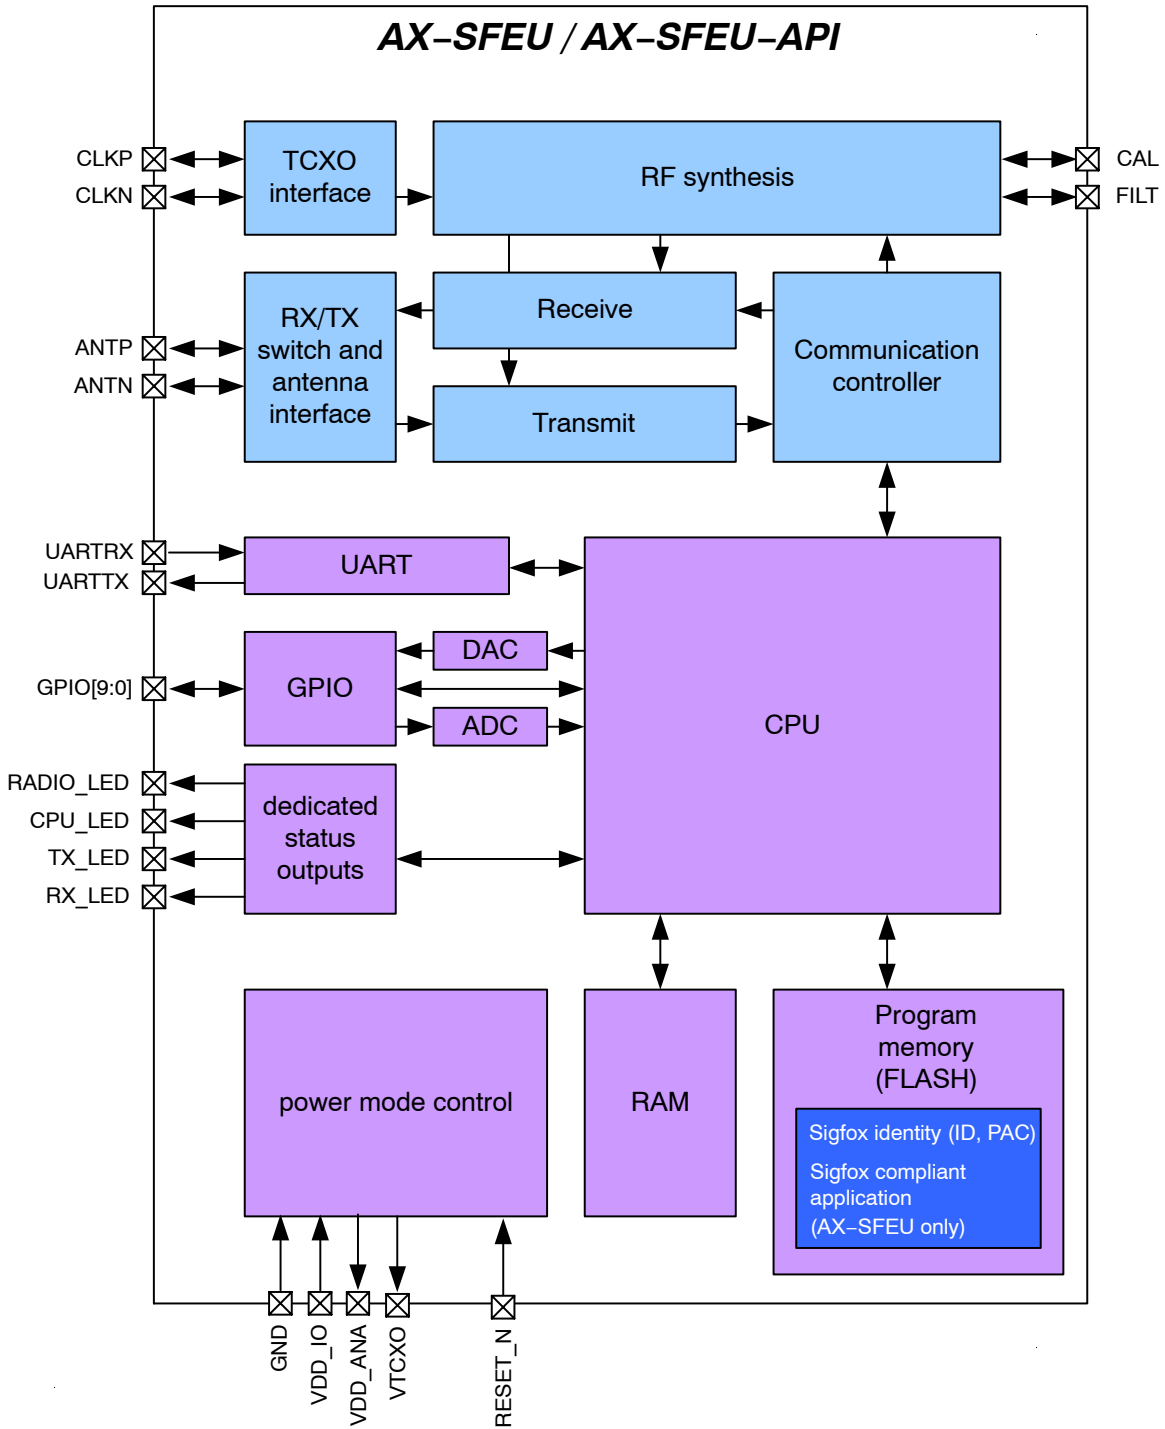 AX–SFEU / AX–SFEU–API
CLKP
CLKN
TCXO
interface
RF synthesis
CAL
FILT
ANTP
ANTN
RX/TX
switch and
antenna
interface
Receive
Transmit
Communication
controller
UARTRX
UARTTX
UART
GPIO[9:0]
GPIO
DAC
ADC
CPU
RADIO_LED
CPU_LED
TX_LED
RX_LED
dedicated
status
outputs
power mode control
RAM
Program
memory
(FLASH)
Sigfox identity (ID, PAC)
Sigfox compliant
application
(AX–SFEU only)
GND
VDD_IO
VDD_ANA
VTCXO
RESET_N